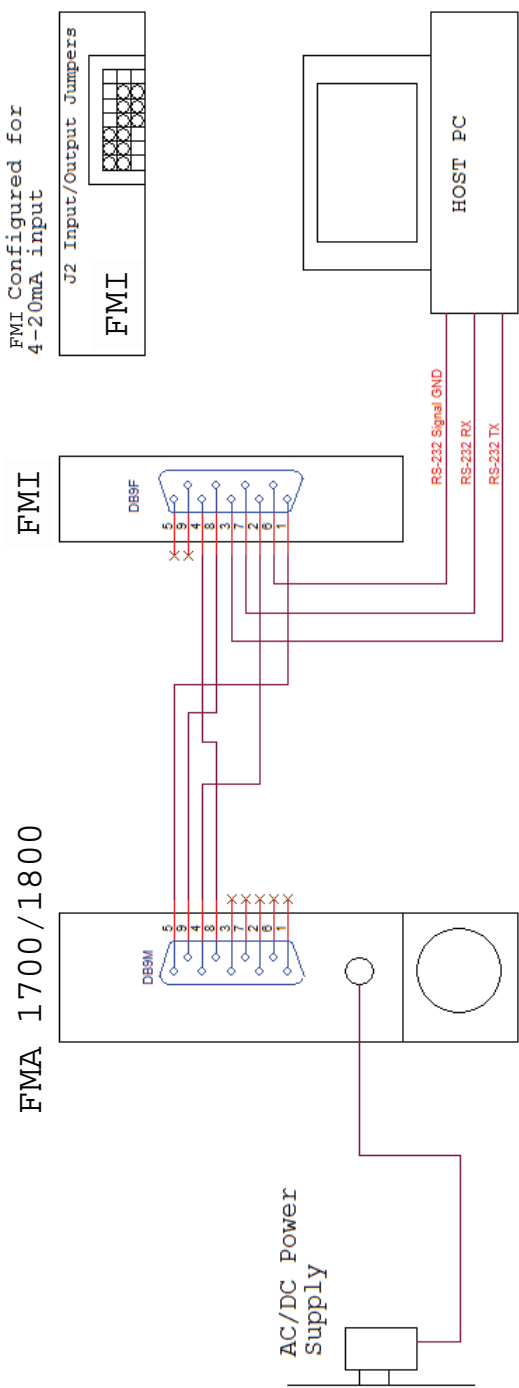 FMI Configured for
4-20mA input
J2 Input/Output Jumpers
FMI
HOST PC
RS-232 Signal GND
RS-232 RX
RS-232 TX
FMI
DB9F
5
9
4
8
3
7
2
6
1
FMA 1700/1800
DB9M
5
9
4
8
3
7
2
6
1
AC/DC Power
Supply